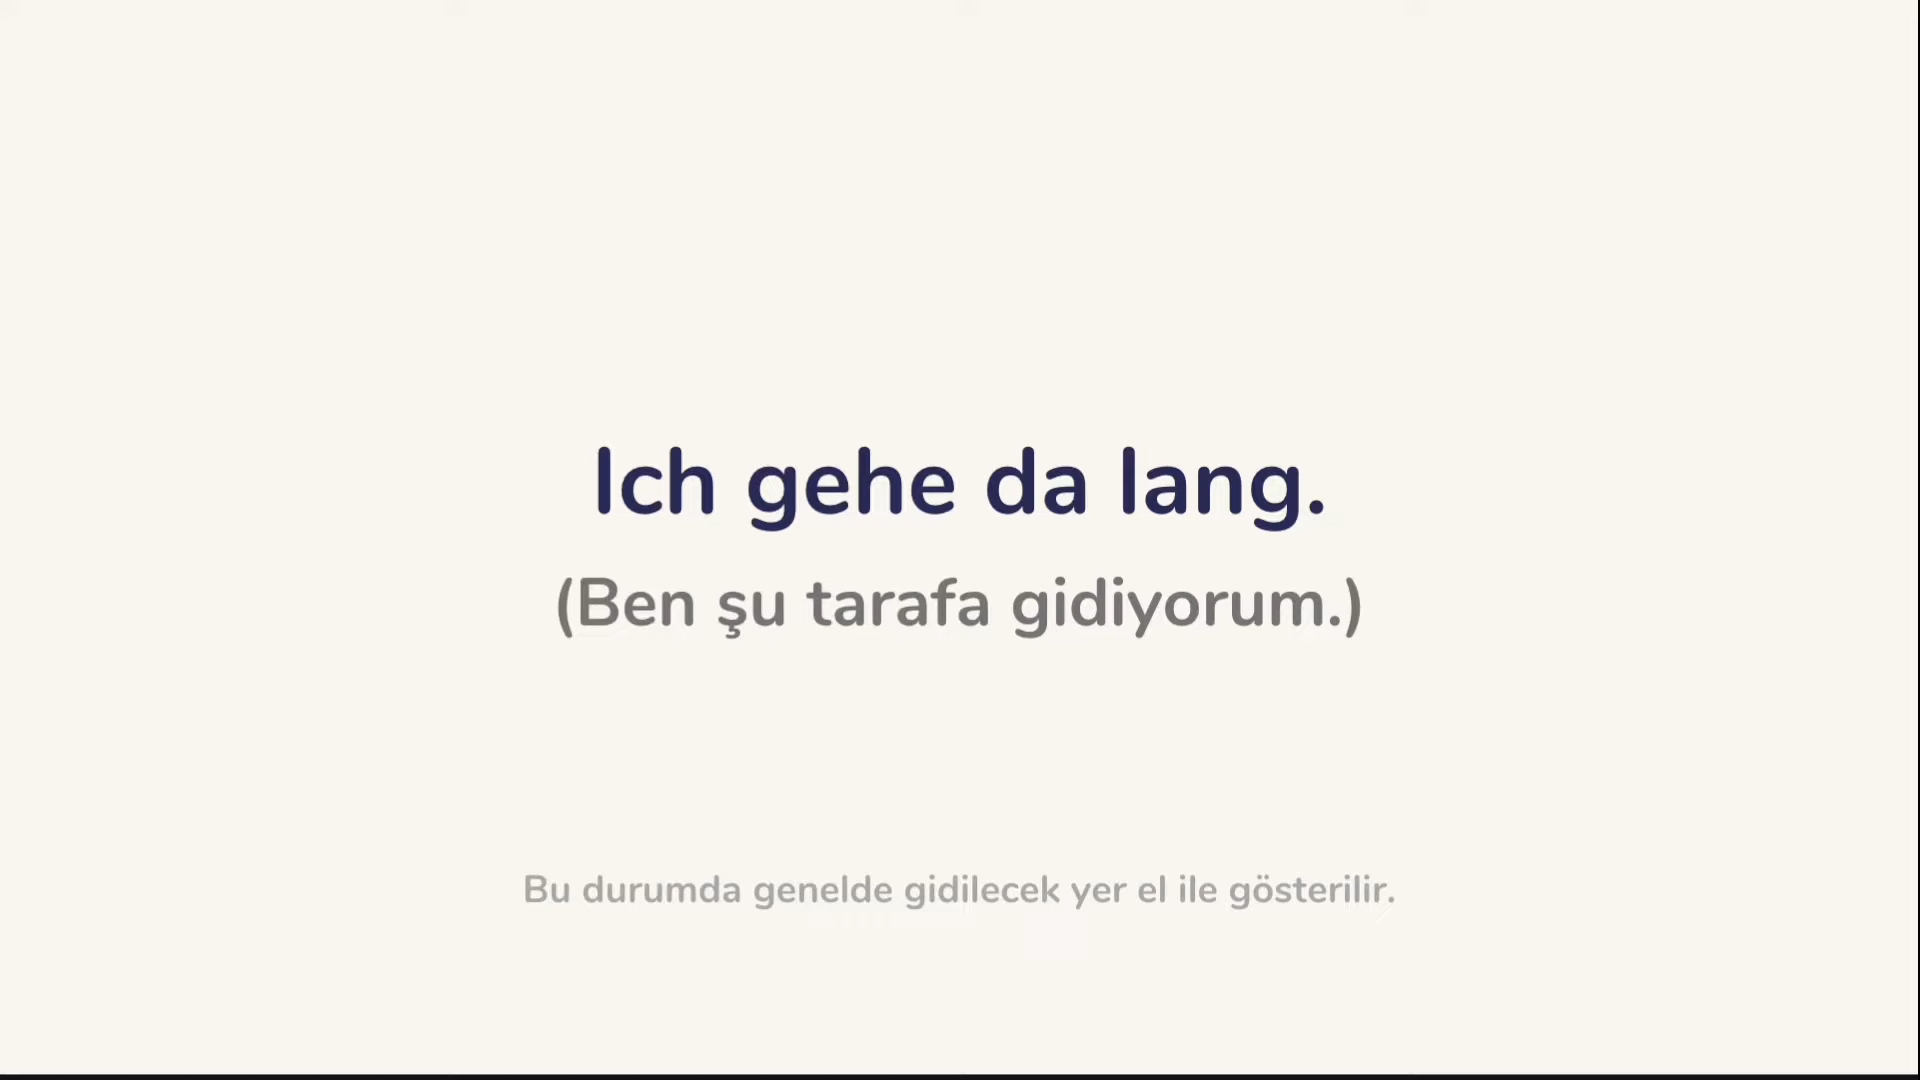 Ich gehe da lang.
(Ben şu tarafa gidiyorum.)
Bu durumda genelde gidilecek yer el ile gösterilir.